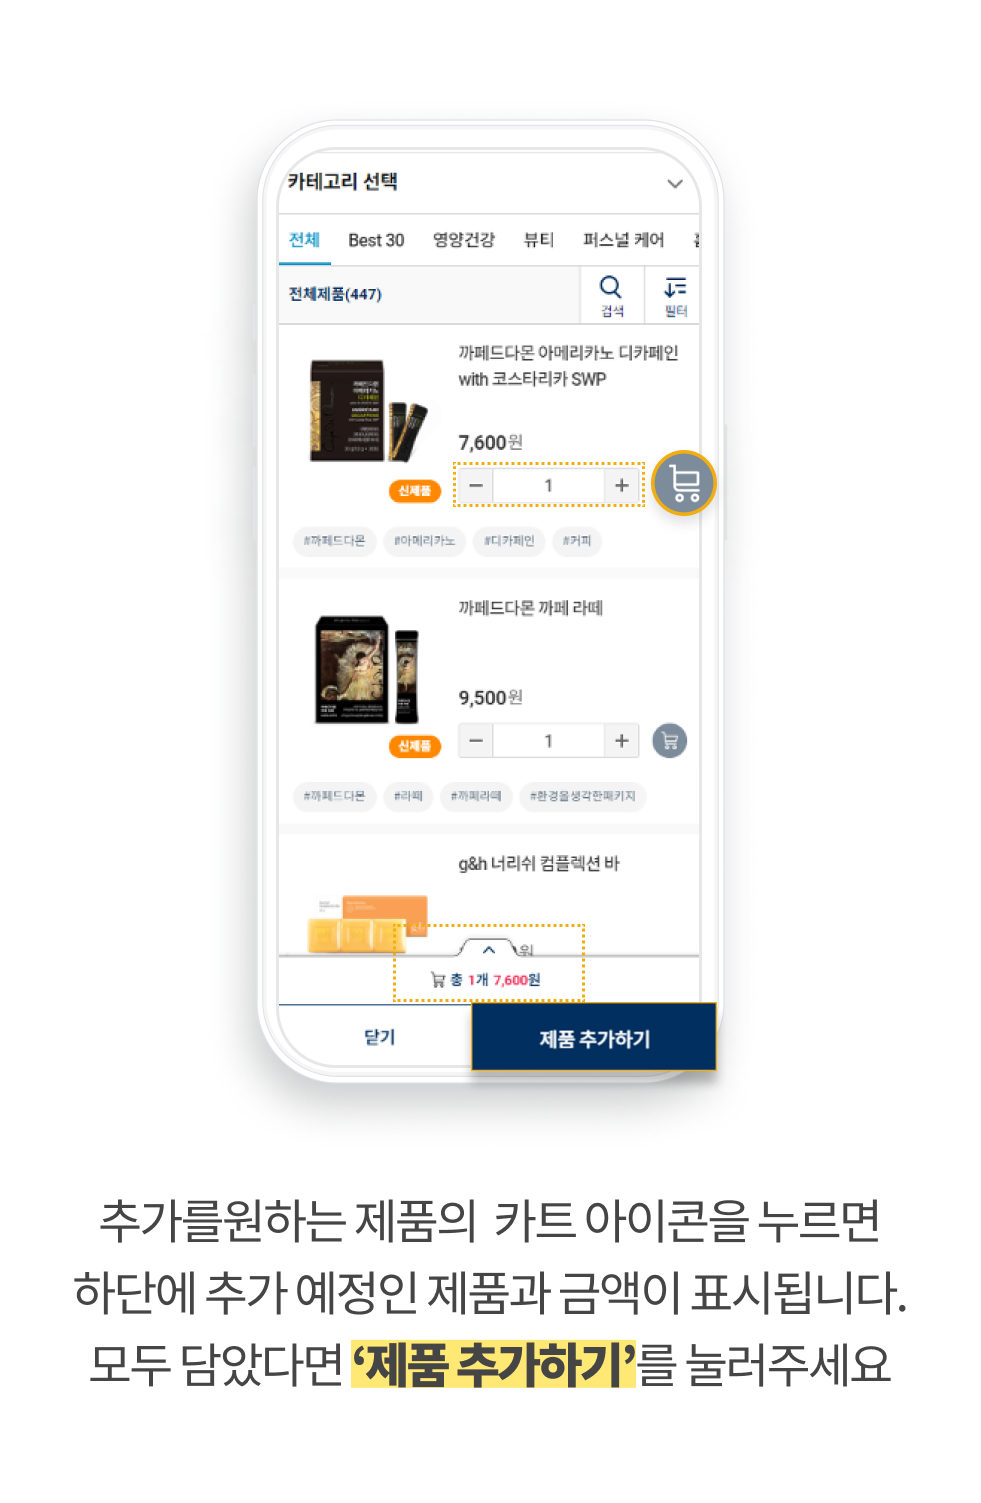 카테고리 선택
전체 Best 30 영양건강 뷰티 퍼스널 케어
전체제품(447) 검색 필터
까페드다몬 아메리카노 디카페인
with 코스타리카 SWP
7,600원
신제품 － 1 +
#까페드다몬 #아메리카노 #디카페인 #커피
까페드다몬 까페 라떼
9,500원
신제품 － 1 +
#까페드다몬 #라떼 #까페라떼 #환경을생각한패키지
g&h 너리쉬 컴플렉션 바
원
총 1개 7,600원
닫기 제품 추가하기
추가를원하는 제품의 카트 아이콘을 누르면
하단에 추가 예정인 제품과 금액이 표시됩니다.
모두 담았다면 ‘제품 추가하기’를 눌러주세요